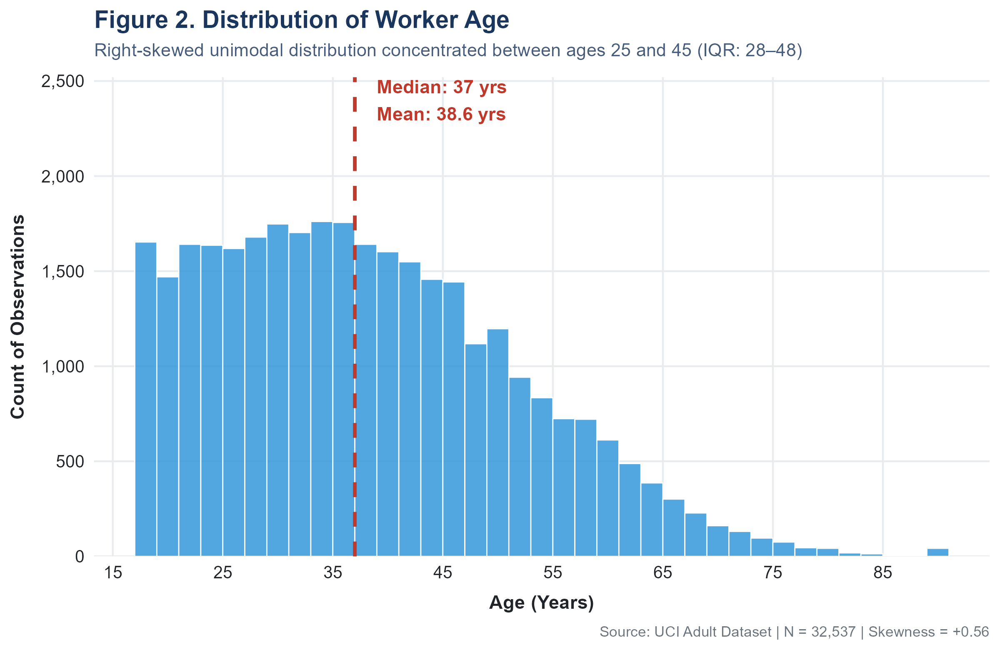 Figure 2. Distribution of Worker Age
Right-skewed unimodal distribution concentrated between ages 25 and 45 (IQR: 28–48)
Median: 37 yrs
Mean: 38.6 yrs
Count of Observations
2,500
2,000
1,500
1,000
500
0
15 25 35 45 55 65 75 85
Age (Years)
Source: UCI Adult Dataset | N = 32,537 | Skewness = +0.56